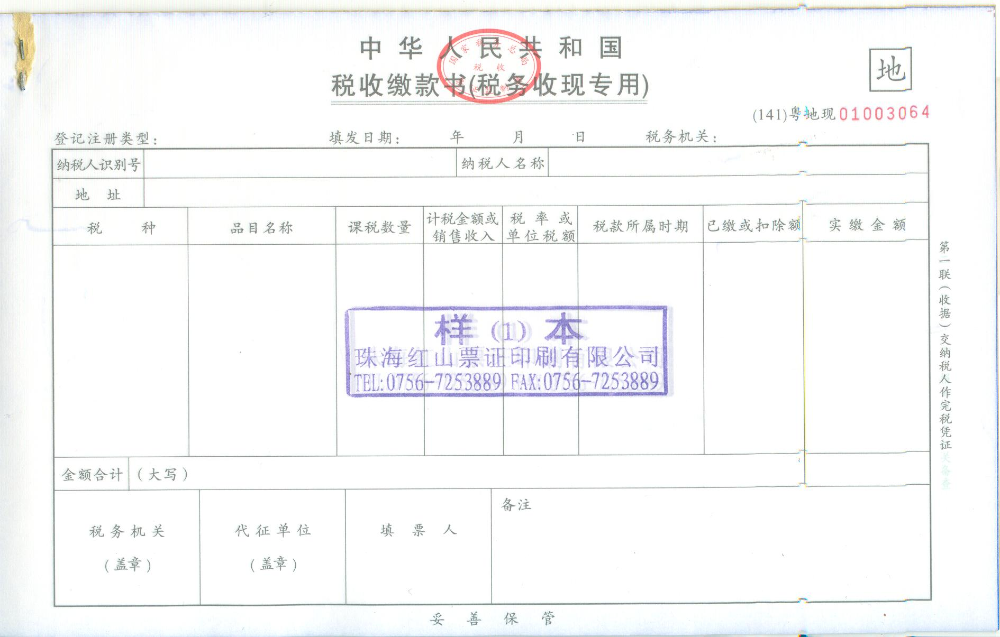 中华人民共和国
税收缴款书(税务收现专用)
国家税务总局
税收
证监制
地
(141)粤地现01003064
登记注册类型： 填发日期： 年 月 日 税务机关：
纳税人识别号 纳税人名称
地址
税种 品目名称 课税数量 计税金额或销售收入 税率或单位税额 税款所属时期 已缴或扣除额 实缴金额
样(1)本
珠海红山票证印刷有限公司
TEL:0756-7253889 FAX:0756-7253889
金额合计 (大写)
税务机关 代征单位 填票人 备注
(盖章) (盖章)
妥善保管
第一联(收据)交纳税人作完税凭证
关备查